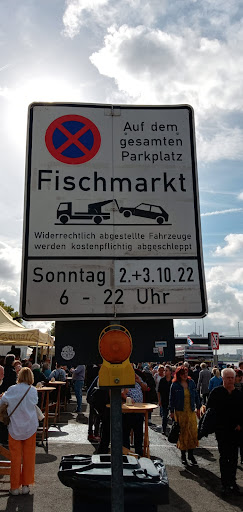 Auf dem
gesamten
Parkplatz
Fischmarkt
Widerrechtlich abgestellte Fahrzeuge
werden kostenpflichtig abgeschleppt
Sonntag 2.+3.10.22
6 - 22 Uhr